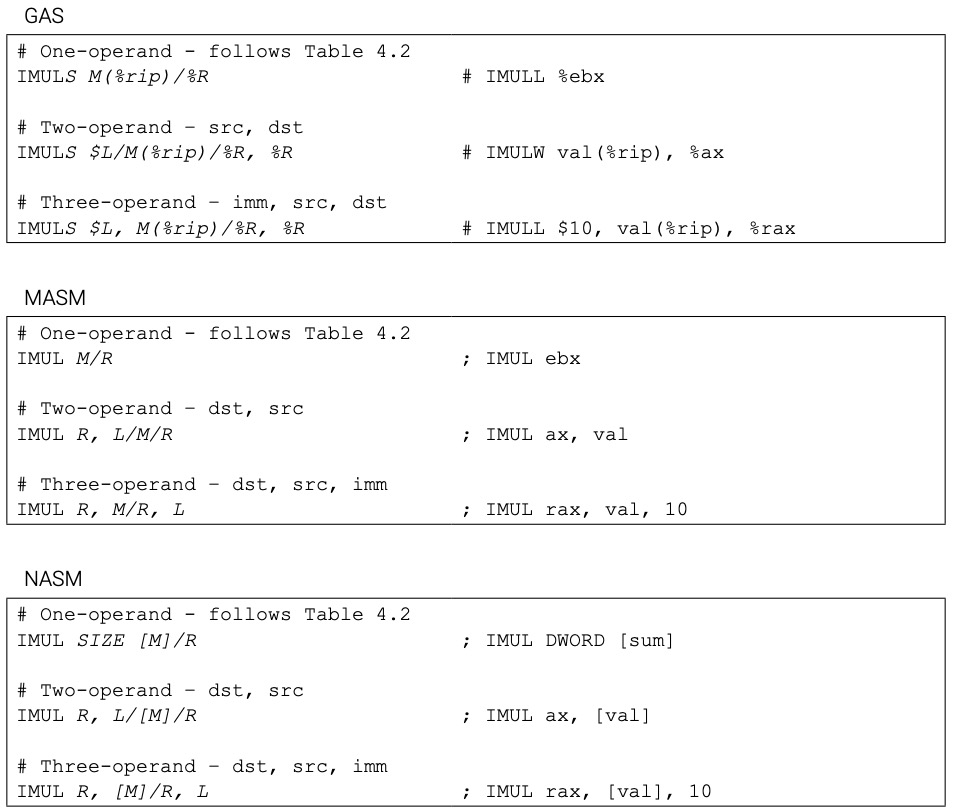 GAS
# One-operand - follows Table 4.2
IMULS M(%rip)/%R # IMULL %ebx
# Two-operand – src, dst
IMULS $L/M(%rip)/%R, %R # IMULW val(%rip), %ax
# Three-operand – imm, src, dst
IMULS $L, M(%rip)/%R, %R # IMULL $10, val(%rip), %rax
MASM
# One-operand - follows Table 4.2
IMUL M/R ; IMUL ebx
# Two-operand – dst, src
IMUL R, L/M/R ; IMUL ax, val
# Three-operand – dst, src, imm
IMUL R, M/R, L ; IMUL rax, val, 10
NASM
# One-operand - follows Table 4.2
IMUL SIZE [M]/R ; IMUL DWORD [sum]
# Two-operand – dst, src
IMUL R, L/[M]/R ; IMUL ax, [val]
# Three-operand – dst, src, imm
IMUL R, [M]/R, L ; IMUL rax, [val], 10